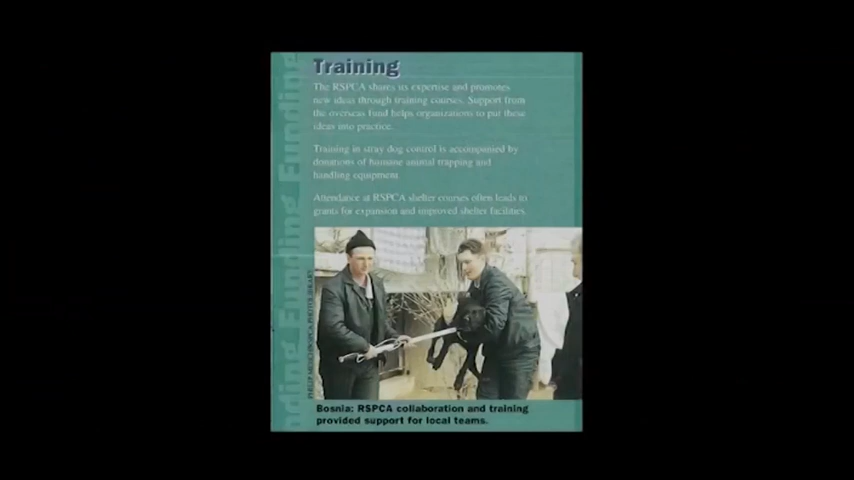 Training
The RSPCA shares its expertise and promotes
new ideas through training courses. Support from
the overseas fund helps organizations to put these
ideas into practice.
Training in stray dog control is accompanied by
donations of humane animal trapping and
handling equipment
Attendance at RSPCA shelter courses often leads to
grants for expansion and improved shelter facilities.
Bosnia: RSPCA collaboration and training
provided support for local teams.
Funding Funding
RSPCA PHOTOLIBRARY